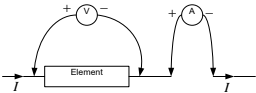 + V − + A −
Element
I I